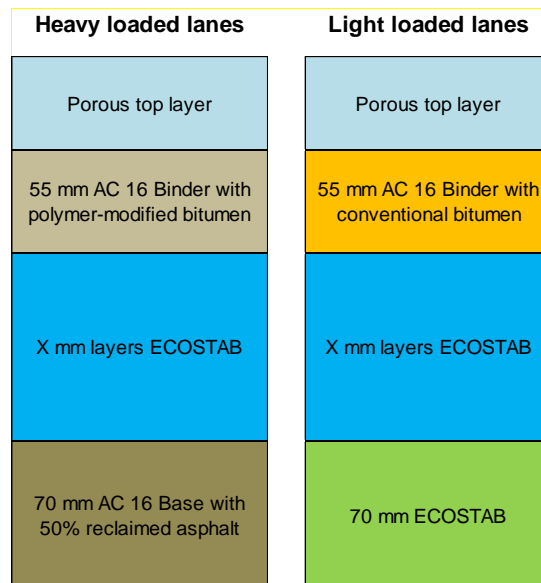 Heavy loaded lanes
Light loaded lanes
Porous top layer
Porous top layer
55 mm AC 16 Binder with
polymer-modified bitumen
55 mm AC 16 Binder with
conventional bitumen
X mm layers ECOSTAB
X mm layers ECOSTAB
70 mm AC 16 Base with
50% reclaimed asphalt
70 mm ECOSTAB